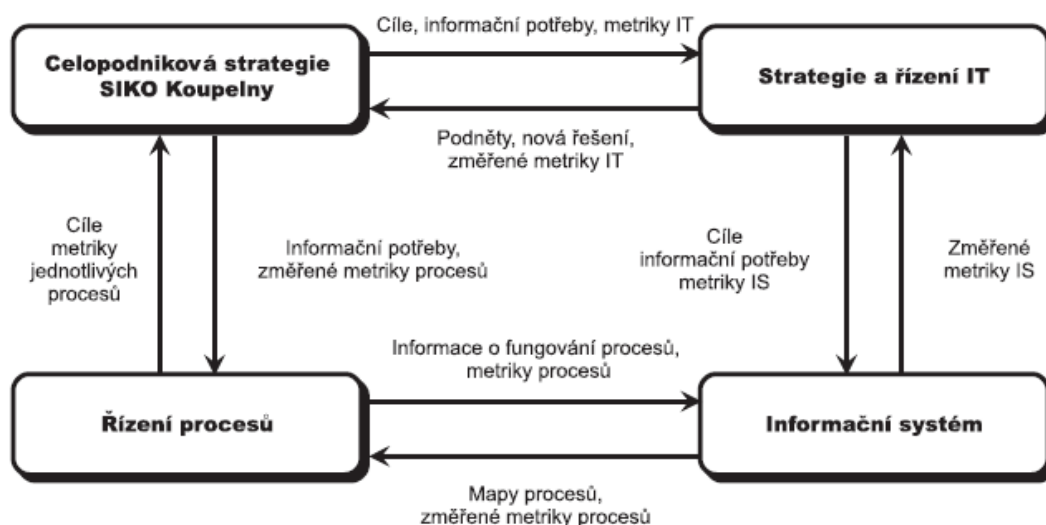 Cíle, informační potřeby, metriky IT
Celopodniková strategie
SIKO Koupelny
Strategie a řízení IT
Podněty, nová řešení,
změřené metriky IT
Cíle
metriky
jednotlivých
procesů
Informační potřeby,
změřené metriky procesů
Cíle
informační potřeby
metriky IS
Změřené
metriky IS
Informace o fungování procesů,
metriky procesů
Řízení procesů
Informační systém
Mapy procesů,
změřené metriky procesů